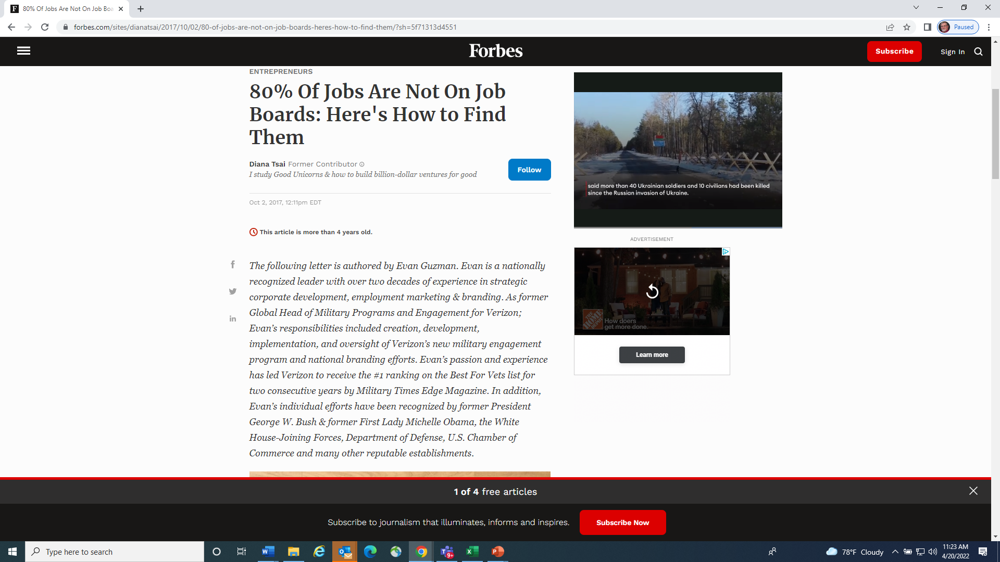 80% Of Jobs Are Not On Job Boa
forbes.com/sites/dianatsai/2017/10/02/80-of-jobs-are-not-on-job-boards-heres-how-to-find-them/?sh=5f71313d4551
Paused
Forbes
Subscribe
Sign In
ENTREPRENEURS
80% Of Jobs Are Not On Job
Boards: Here's How to Find
Them
Diana Tsai Former Contributor
I study Good Unicorns & how to build billion-dollar ventures for good
Follow
Oct 2, 2017, 12:11pm EDT
This article is more than 4 years old.
The following letter is authored by Evan Guzman. Evan is a nationally
recognized leader with over two decades of experience in strategic
corporate development, employment marketing & branding. As former
Global Head of Military Programs and Engagement for Verizon;
Evan’s responsibilities included creation, development,
implementation, and oversight of Verizon’s new military engagement
program and national branding efforts. Evan’s passion and experience
has led Verizon to receive the #1 ranking on the Best For Vets list for
two consecutive years by Military Times Edge Magazine. In addition,
Evan’s individual efforts have been recognized by former President
George W. Bush & former First Lady Michelle Obama, the White
House-Joining Forces, Department of Defense, U.S. Chamber of
Commerce and many other reputable establishments.
said more than 40 Ukrainian soldiers and 10 civilians had been killed
since the Russian invasion of Ukraine.
ADVERTISEMENT
THE HOME DEPOT
How doers
get more done.
Learn more
1 of 4 free articles
Subscribe to journalism that illuminates, informs and inspires.
Subscribe Now
Type here to search
9+
78°F Cloudy
11:23 AM
4/20/2022